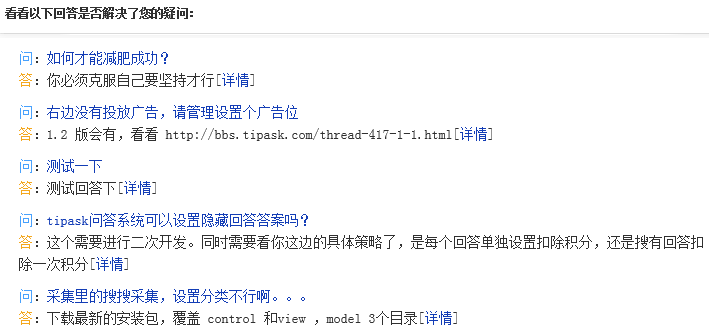 看看以下回答是否解决了您的疑问:
问: 如何才能减肥成功?
答: 你必须克服自己要坚持才行[详情]
问: 右边没有投放广告, 请管理设置个广告位
答: 1.2 版会有, 看看 http://bbs.tipask.com/thread-417-1-1.html[详情]
问: 测试一下
答: 测试回答下[详情]
问: tipask问答系统可以设置隐藏回答答案吗?
答: 这个需要进行二次开发。同时需要看你这边的具体策略了, 是每个回答单独设置扣除积分, 还是搜有回答扣
除一次积分[详情]
问: 采集里的搜搜采集, 设置分类不行啊。。。
答: 下载最新的安装包, 覆盖 control 和view , model 3个目录[详情]